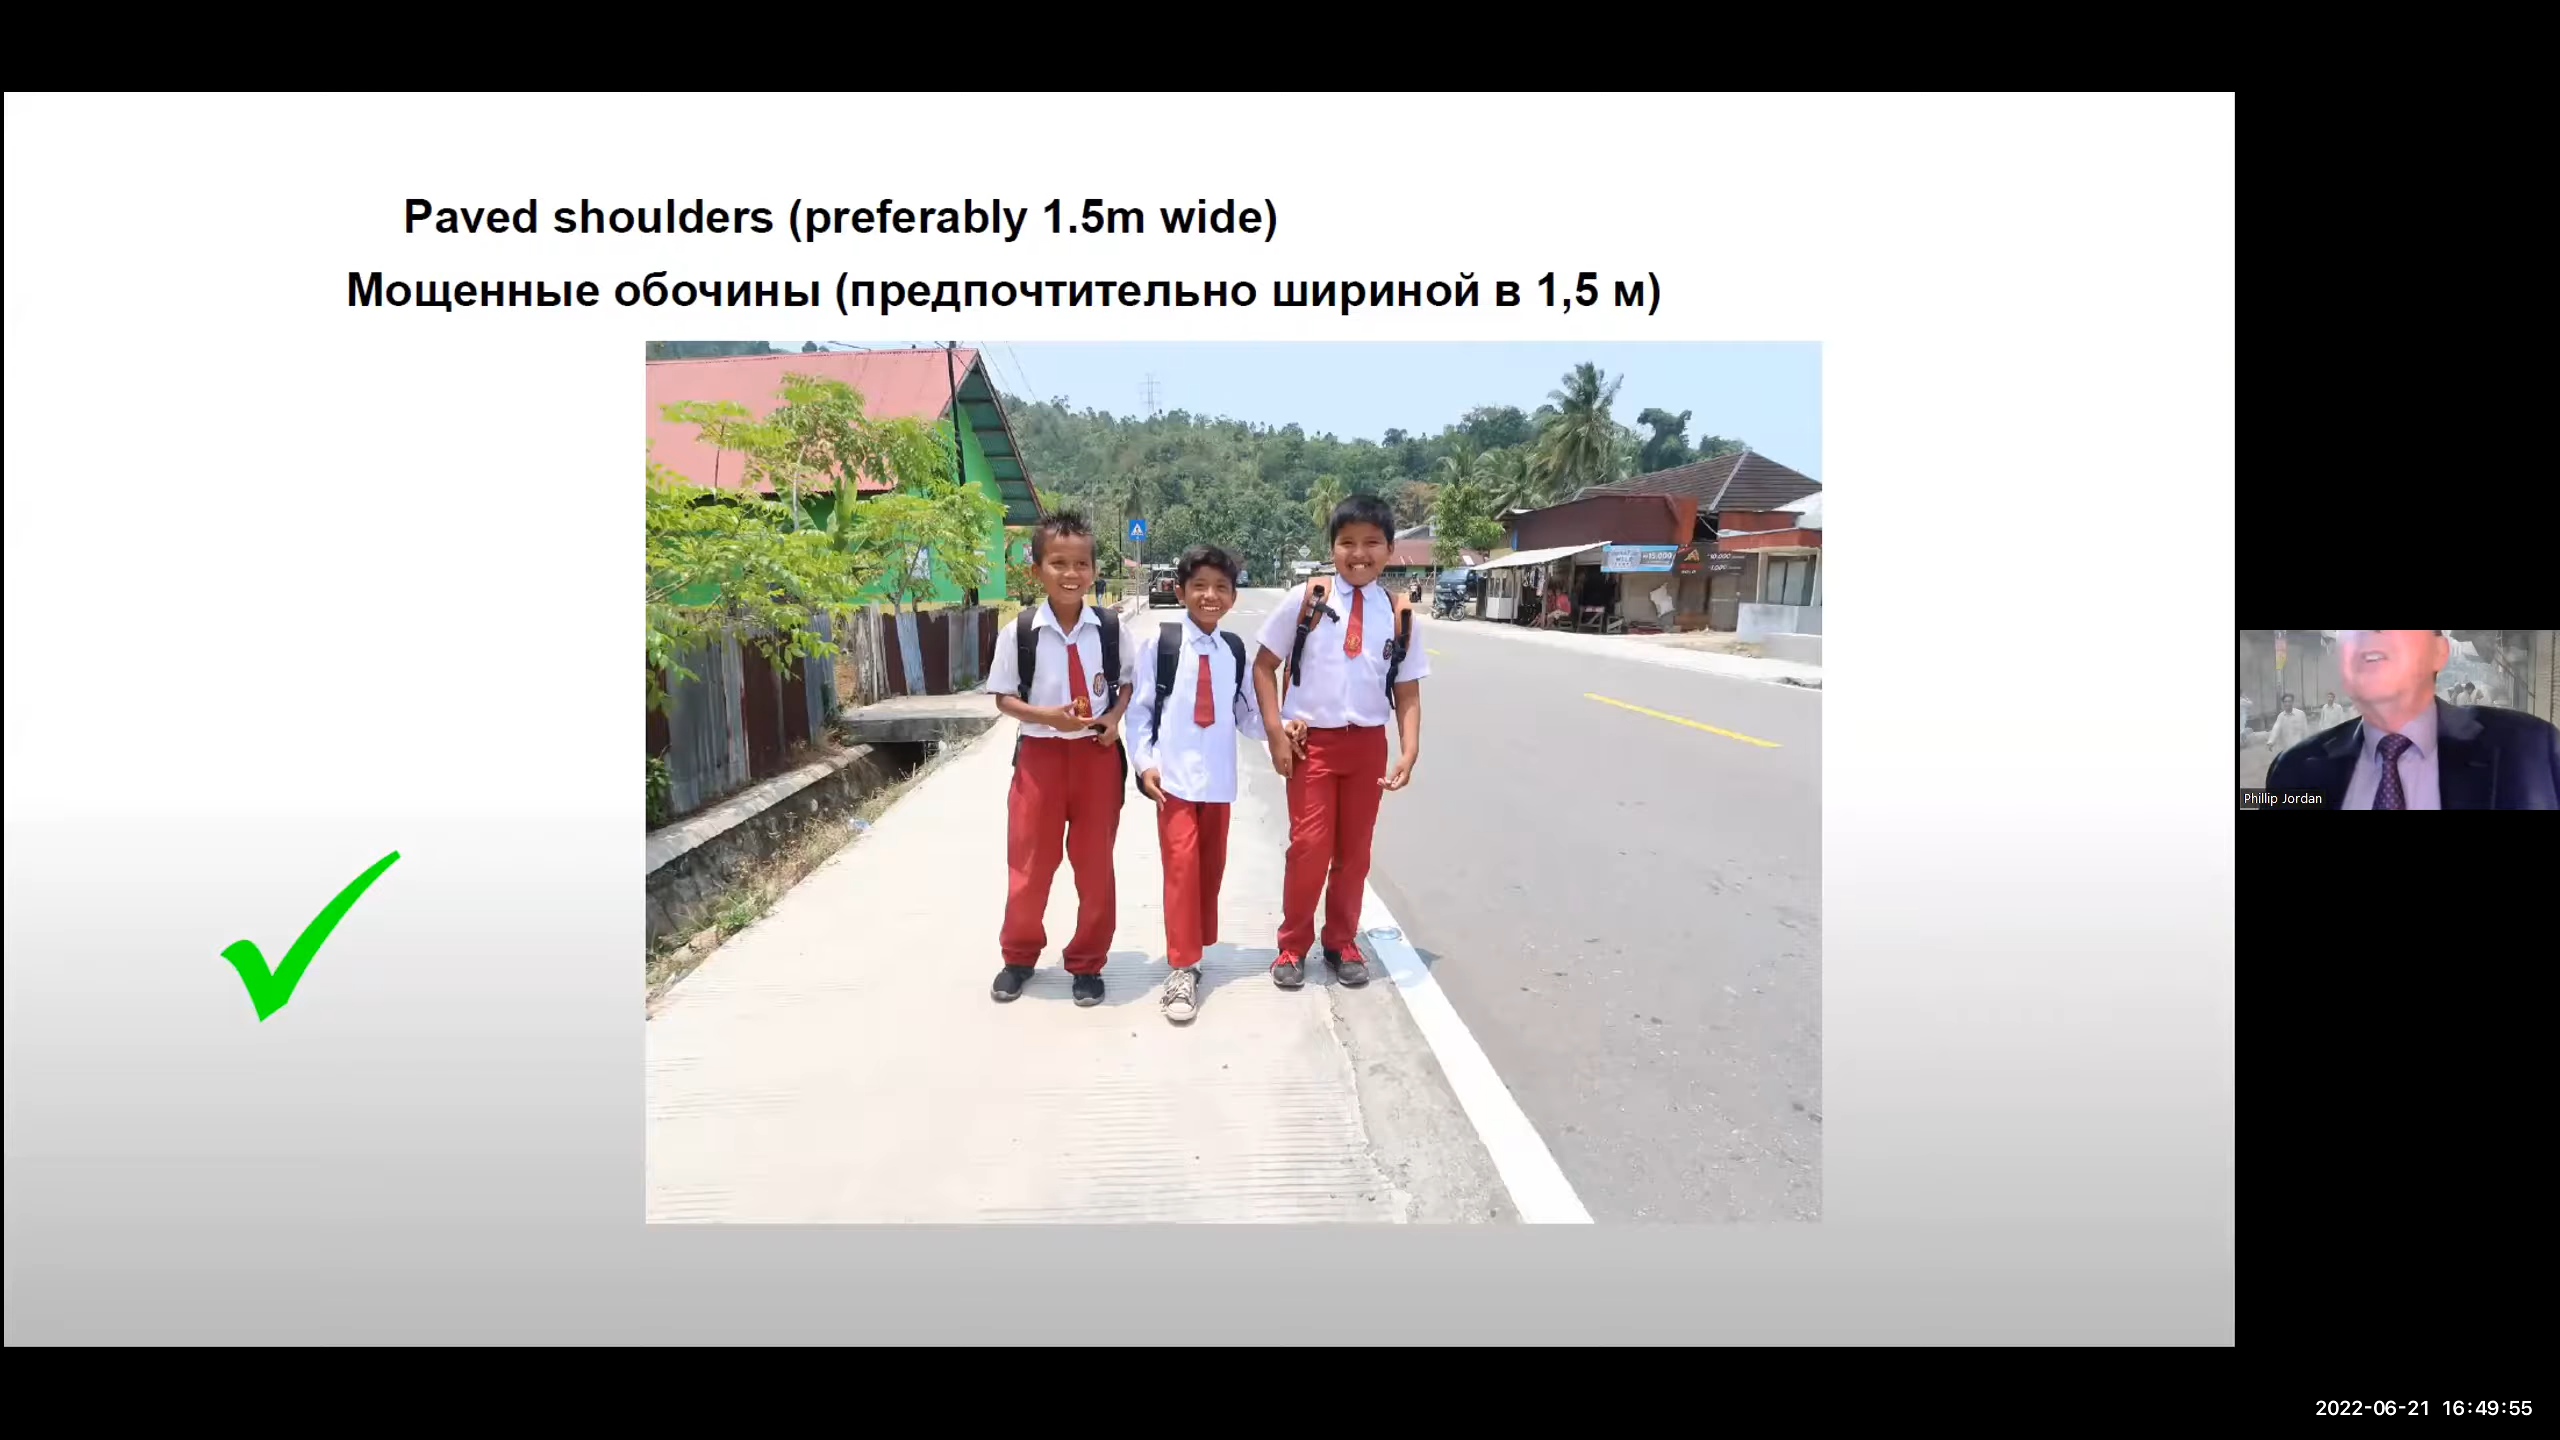 Paved shoulders (preferably 1.5m wide)
Мощенные обочины (предпочтительно шириной в 1,5 м)
Phillip Jordan
2022-06-21 16:49:55